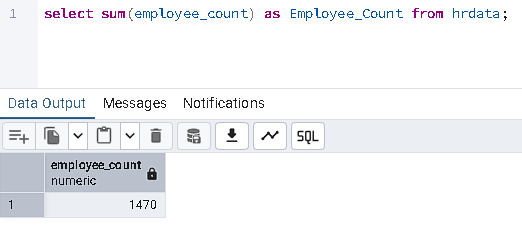 1 select sum(employee_count) as Employee_Count from hrdata;
Data Output Messages Notifications
SQL
employee_count
numeric
1 1470